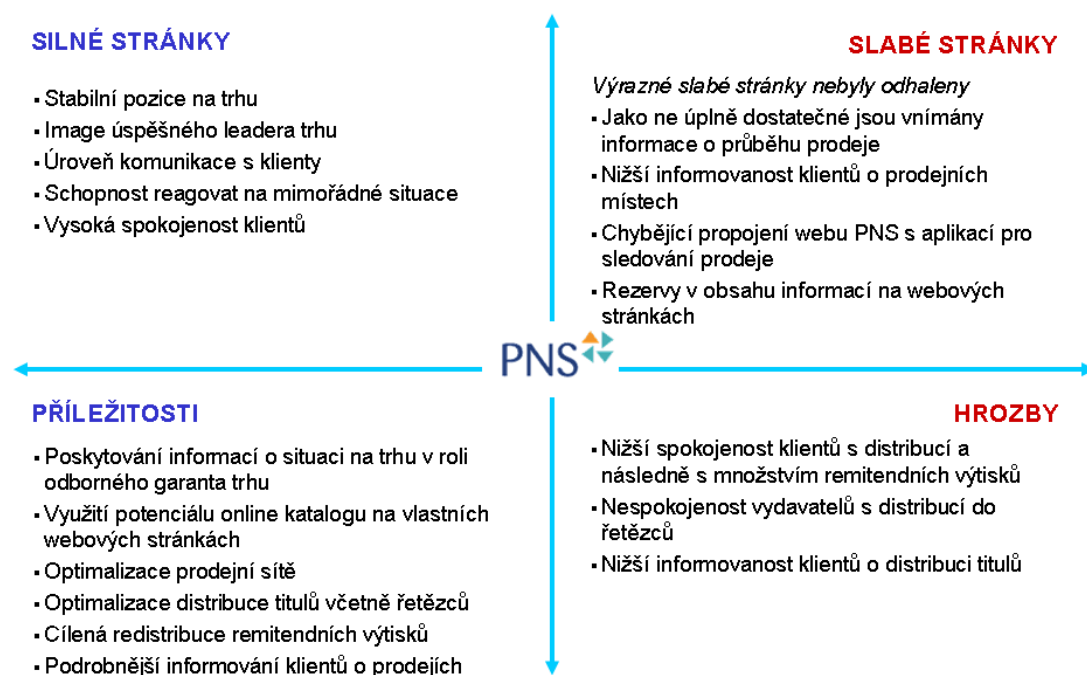 SILNÉ STRÁNKY
▪ Stabilní pozice na trhu
▪ Image úspěšného leadera trhu
▪ Úroveň komunikace s klienty
▪ Schopnost reagovat na mimořádné situace
▪ Vysoká spokojenost klientů
SLABÉ STRÁNKY
Výrazné slabé stránky nebyly odhaleny
▪ Jako ne úplně dostatečné jsou vnímány
informace o průběhu prodeje
▪ Nižší informovanost klientů o prodejních
místech
▪ Chybějící propojení webu PNS s aplikací pro
sledování prodeje
▪ Rezervy v obsahu informací na webových
stránkách
PNS
PŘÍLEŽITOSTI
▪ Poskytování informací o situaci na trhu v roli
odborného garanta trhu
▪ Využití potenciálu online katalogu na vlastních
webových stránkách
▪ Optimalizace prodejní sítě
▪ Optimalizace distribuce titulů včetně řetězců
▪ Cílená redistribuce remitendních výtisků
▪ Podrobnější informování klientů o prodejích
HROZBY
▪ Nižší spokojenost klientů s distribucí a
následně s množstvím remitendních výtisků
▪ Nespokojenost vydavatelů s distribucí do
řetězců
▪ Nižší informovanost klientů o distribuci titulů